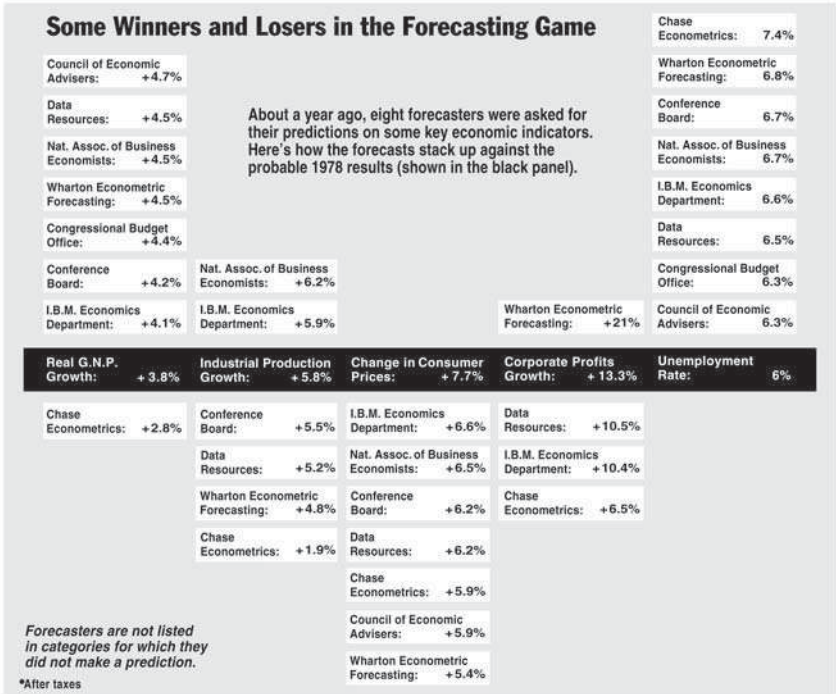 Some Winners and Losers in the Forecasting Game
About a year ago, eight forecasters were asked for
their predictions on some key economic indicators.
Here's how the forecasts stack up against the
probable 1978 results (shown in the black panel).
Council of Economic
Advisers: +4.7%
Data
Resources: +4.5%
Nat. Assoc. of Business
Economists: +4.5%
Wharton Econometric
Forecasting: +4.5%
Congressional Budget
Office: +4.4%
Conference
Board: +4.2%
I.B.M. Economics
Department: +4.1%
Real G.N.P.
Growth: +3.8%
Chase
Econometrics: +2.8%
Nat. Assoc. of Business
Economists: +6.2%
I.B.M. Economics
Department: +5.9%
Industrial Production
Growth: +5.8%
Conference
Board: +5.5%
Data
Resources: +5.2%
Wharton Econometric
Forecasting: +4.8%
Chase
Econometrics: +1.9%
Change in Consumer
Prices: +7.7%
I.B.M. Economics
Department: +6.6%
Nat. Assoc. of Business
Economists: +6.5%
Conference
Board: +6.2%
Data
Resources: +6.2%
Chase
Econometrics: +5.9%
Council of Economic
Advisers: +5.9%
Wharton Econometric
Forecasting: +5.4%
Wharton Econometric
Forecasting: +21%
Corporate Profits
Growth: +13.3%
Data
Resources: +10.5%
I.B.M. Economics
Department: +10.4%
Chase
Econometrics: +6.5%
Chase
Econometrics: 7.4%
Wharton Econometric
Forecasting: 6.8%
Conference
Board: 6.7%
Nat. Assoc. of Business
Economists: 6.7%
I.B.M. Economics
Department: 6.6%
Data
Resources: 6.5%
Congressional Budget
Office: 6.3%
Council of Economic
Advisers: 6.3%
Unemployment
Rate: 6%
Forecasters are not listed
in categories for which they
did not make a prediction.
*After taxes